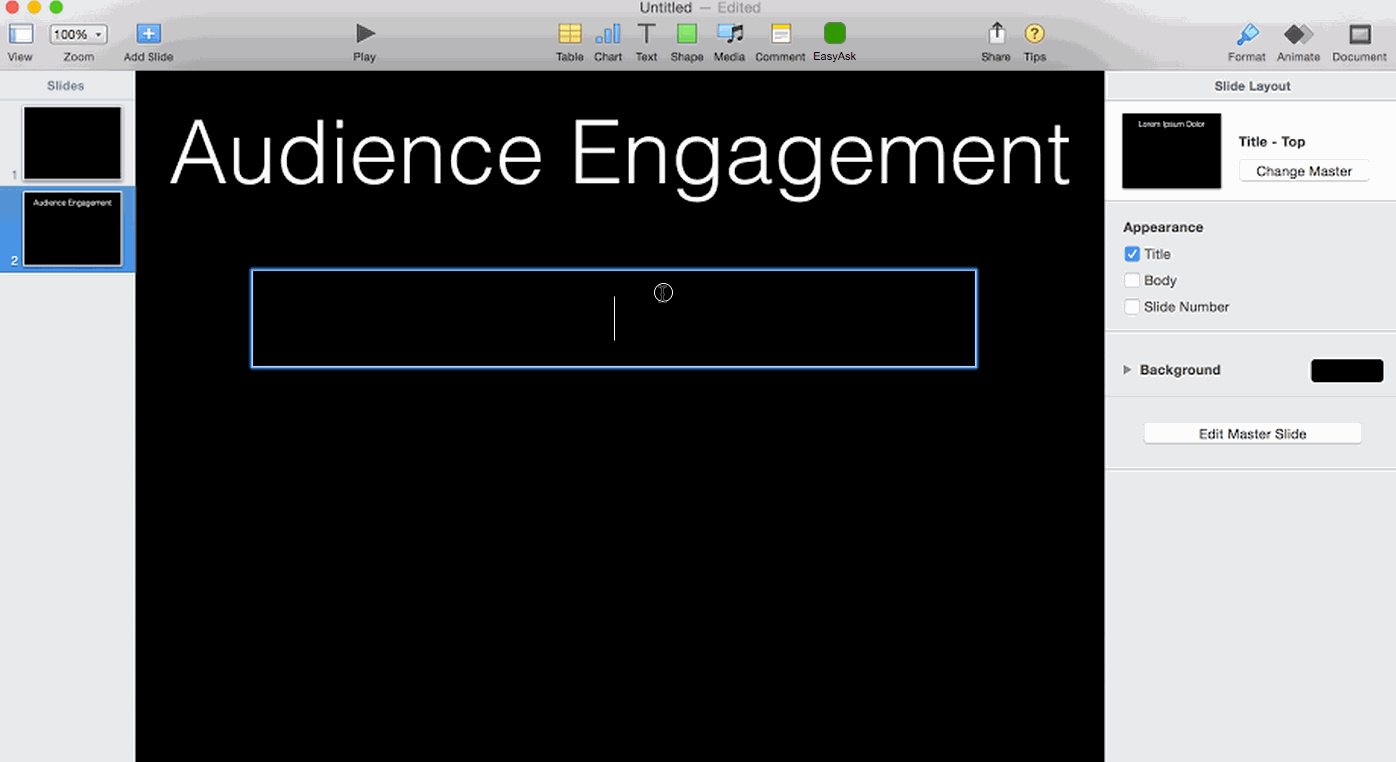 Untitled — Edited
100%
View Zoom Add Slide Play Table Chart Text Shape Media Comment EasyAsk Share Tips Format Animate Document
Slides
1
Audience Engagement
2
Audience Engagement
Slide Layout
Lorem Ipsum Dolor
Title - Top
Change Master
Appearance
Title
Body
Slide Number
Background
Edit Master Slide